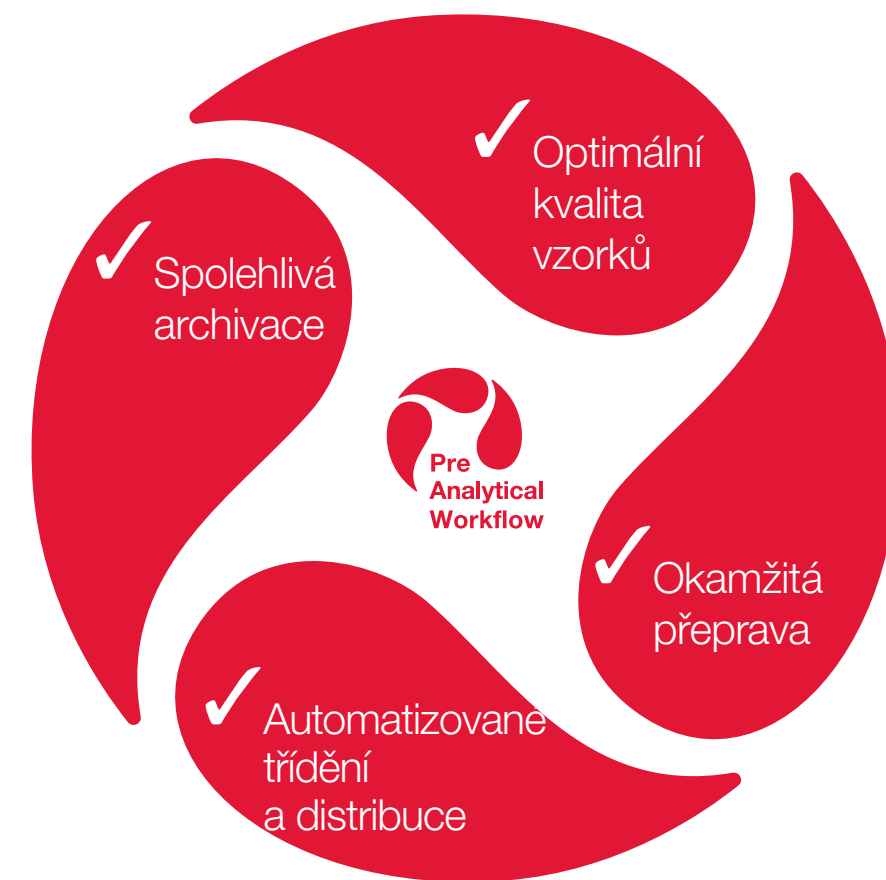 ✓ Optimální
kvalita
vzorků
✓ Spolehlivá
archivace
Pre
Analytical
Workflow
✓ Okamžitá
přeprava
✓ Automatizované
třídění
a distribuce